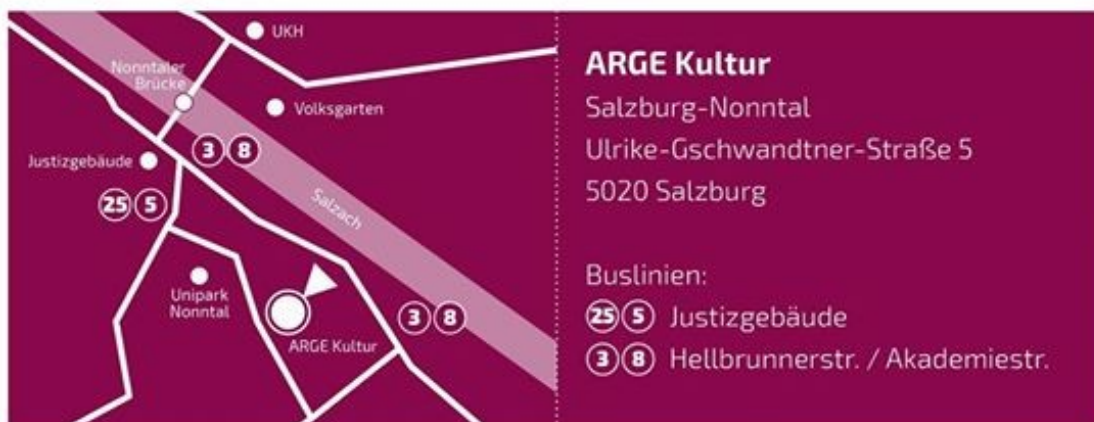 UKH
Nonntaler
Brücke
Volksgarten
3 8
Justizgebäude
25 5
Salzach
Unipark
Nonntal
3 8
ARGE Kultur
ARGE Kultur
Salzburg-Nonntal
Ulrike-Gschwandtner-Straße 5
5020 Salzburg
Buslinien:
25 5 Justizgebäude
3 8 Hellbrunnerstr. / Akademiestr.